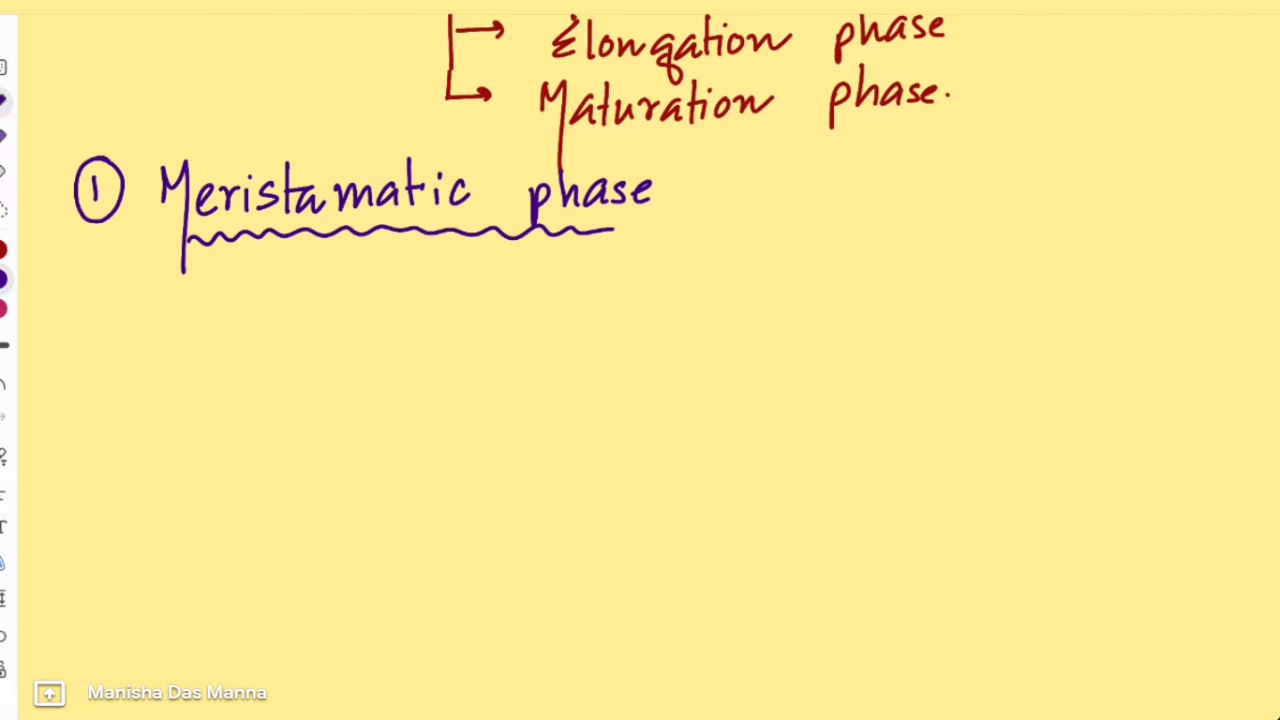 → Elongation phase
→ Maturation phase.
① Meristamatic phase
Manisha Das Manna